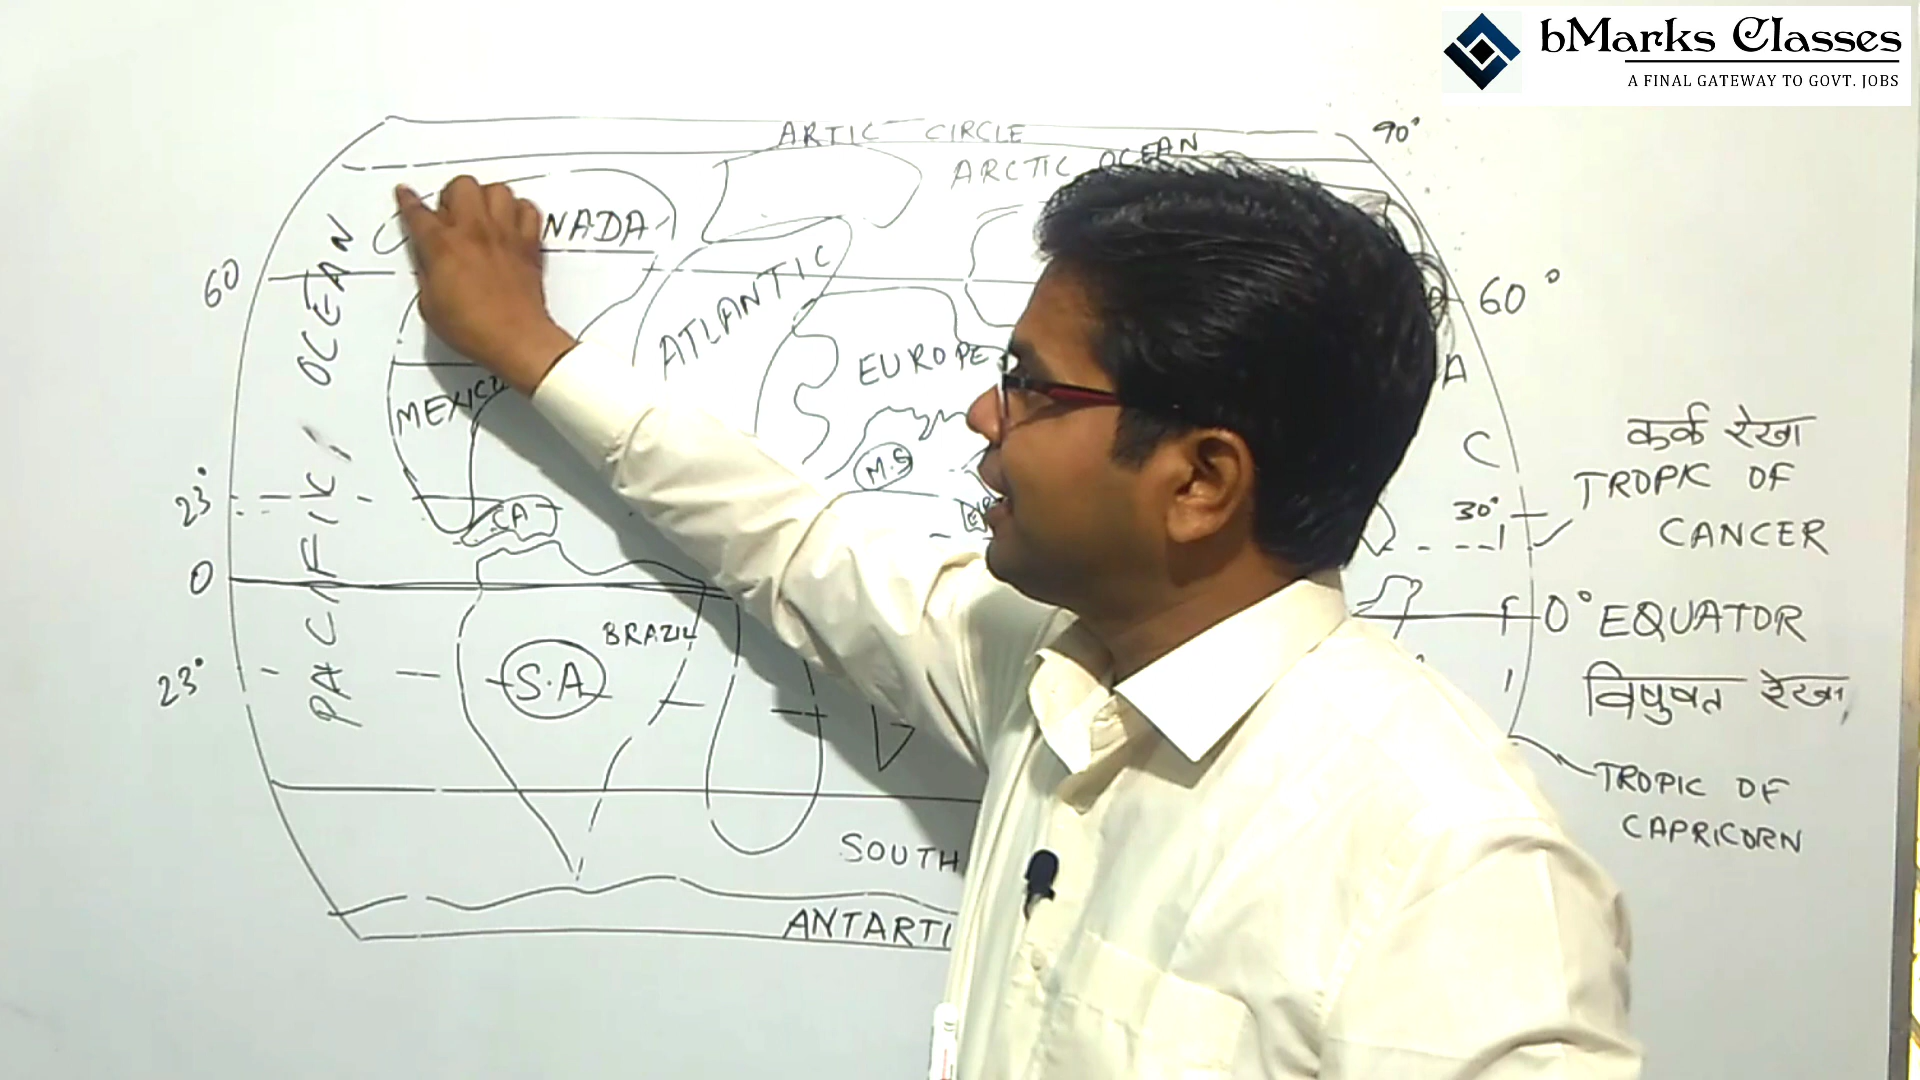 bMarks Classes
A FINAL GATEWAY TO GOVT. JOBS
ARTIC CIRCLE
90°
ARCTIC OCEAN
NADA
60
60°
ATLANTIC
EUROPE
MEXICO
A
M.S
C
कर्क रेखा
TROPIC OF
CANCER
23°
CA
30°
0
0° EQUATOR
विषुवत रेखा
PACIFIC, OCEAN
BRAZIL
S.A
23°
TROPIC OF
CAPRICORN
SOUTH
ANTARTI